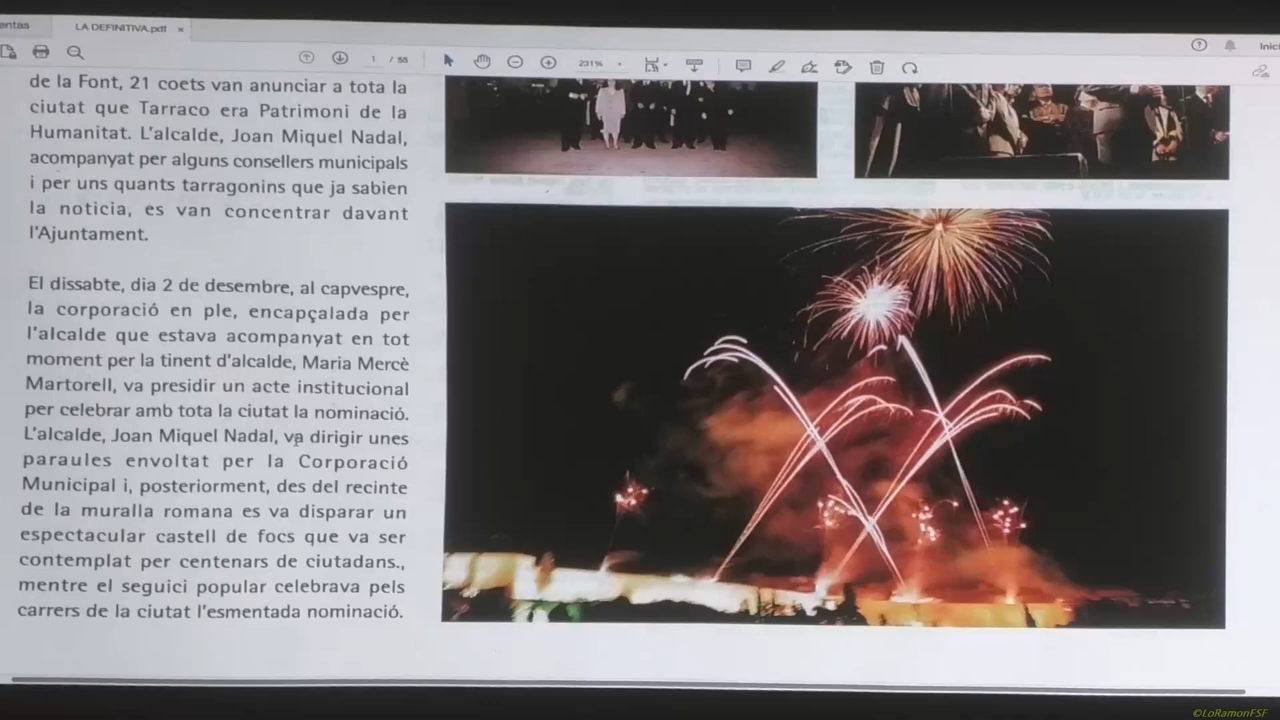 LA DEFINITIVA.pdf
1 / 55
231%
de la Font, 21 coets van anunciar a tota la
ciutat que Tarraco era Patrimoni de la
Humanitat. L'alcalde, Joan Miquel Nadal,
acompanyat per alguns consellers municipals
i per uns quants tarragonins que ja sabien
la noticia, es van concentrar davant
l'Ajuntament.
El dissabte, dia 2 de desembre, al capvespre,
la corporació en ple, encapçalada per
l'alcalde que estava acompanyat en tot
moment per la tinent d'alcalde, Maria Mercè
Martorell, va presidir un acte institucional
per celebrar amb tota la ciutat la nominació.
L'alcalde, Joan Miquel Nadal, va dirigir unes
paraules envoltat per la Corporació
Municipal i, posteriorment, des del recinte
de la muralla romana es va disparar un
espectacular castell de focs que va ser
contemplat per centenars de ciutadans.,
mentre el seguici popular celebrava pels
carrers de la ciutat l'esmentada nominació.
©LoRamonFSF